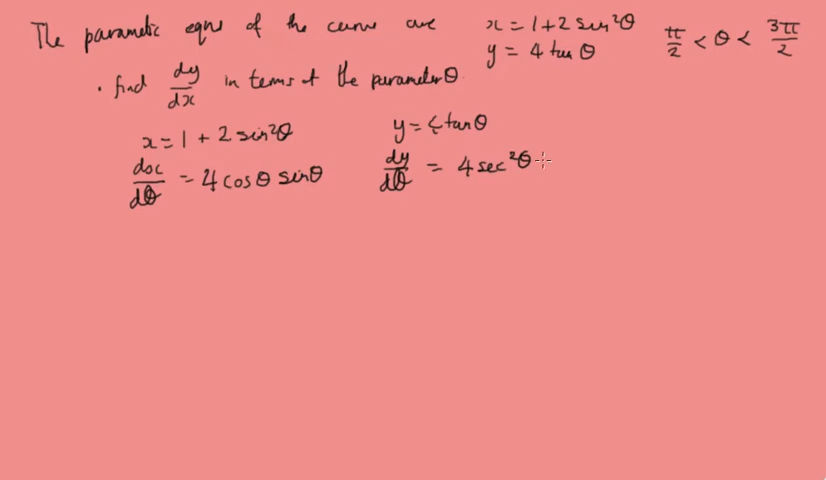 The parametric eqns of the curve are x = 1 + 2 sin²θ π/2 < θ < 3π/2
y = 4 tan θ
• find dy/dx in terms of the parameter θ
x = 1 + 2 sin²θ y = 4 tan θ
dx/dθ = 4 cos θ sin θ dy/dθ = 4 sec²θ